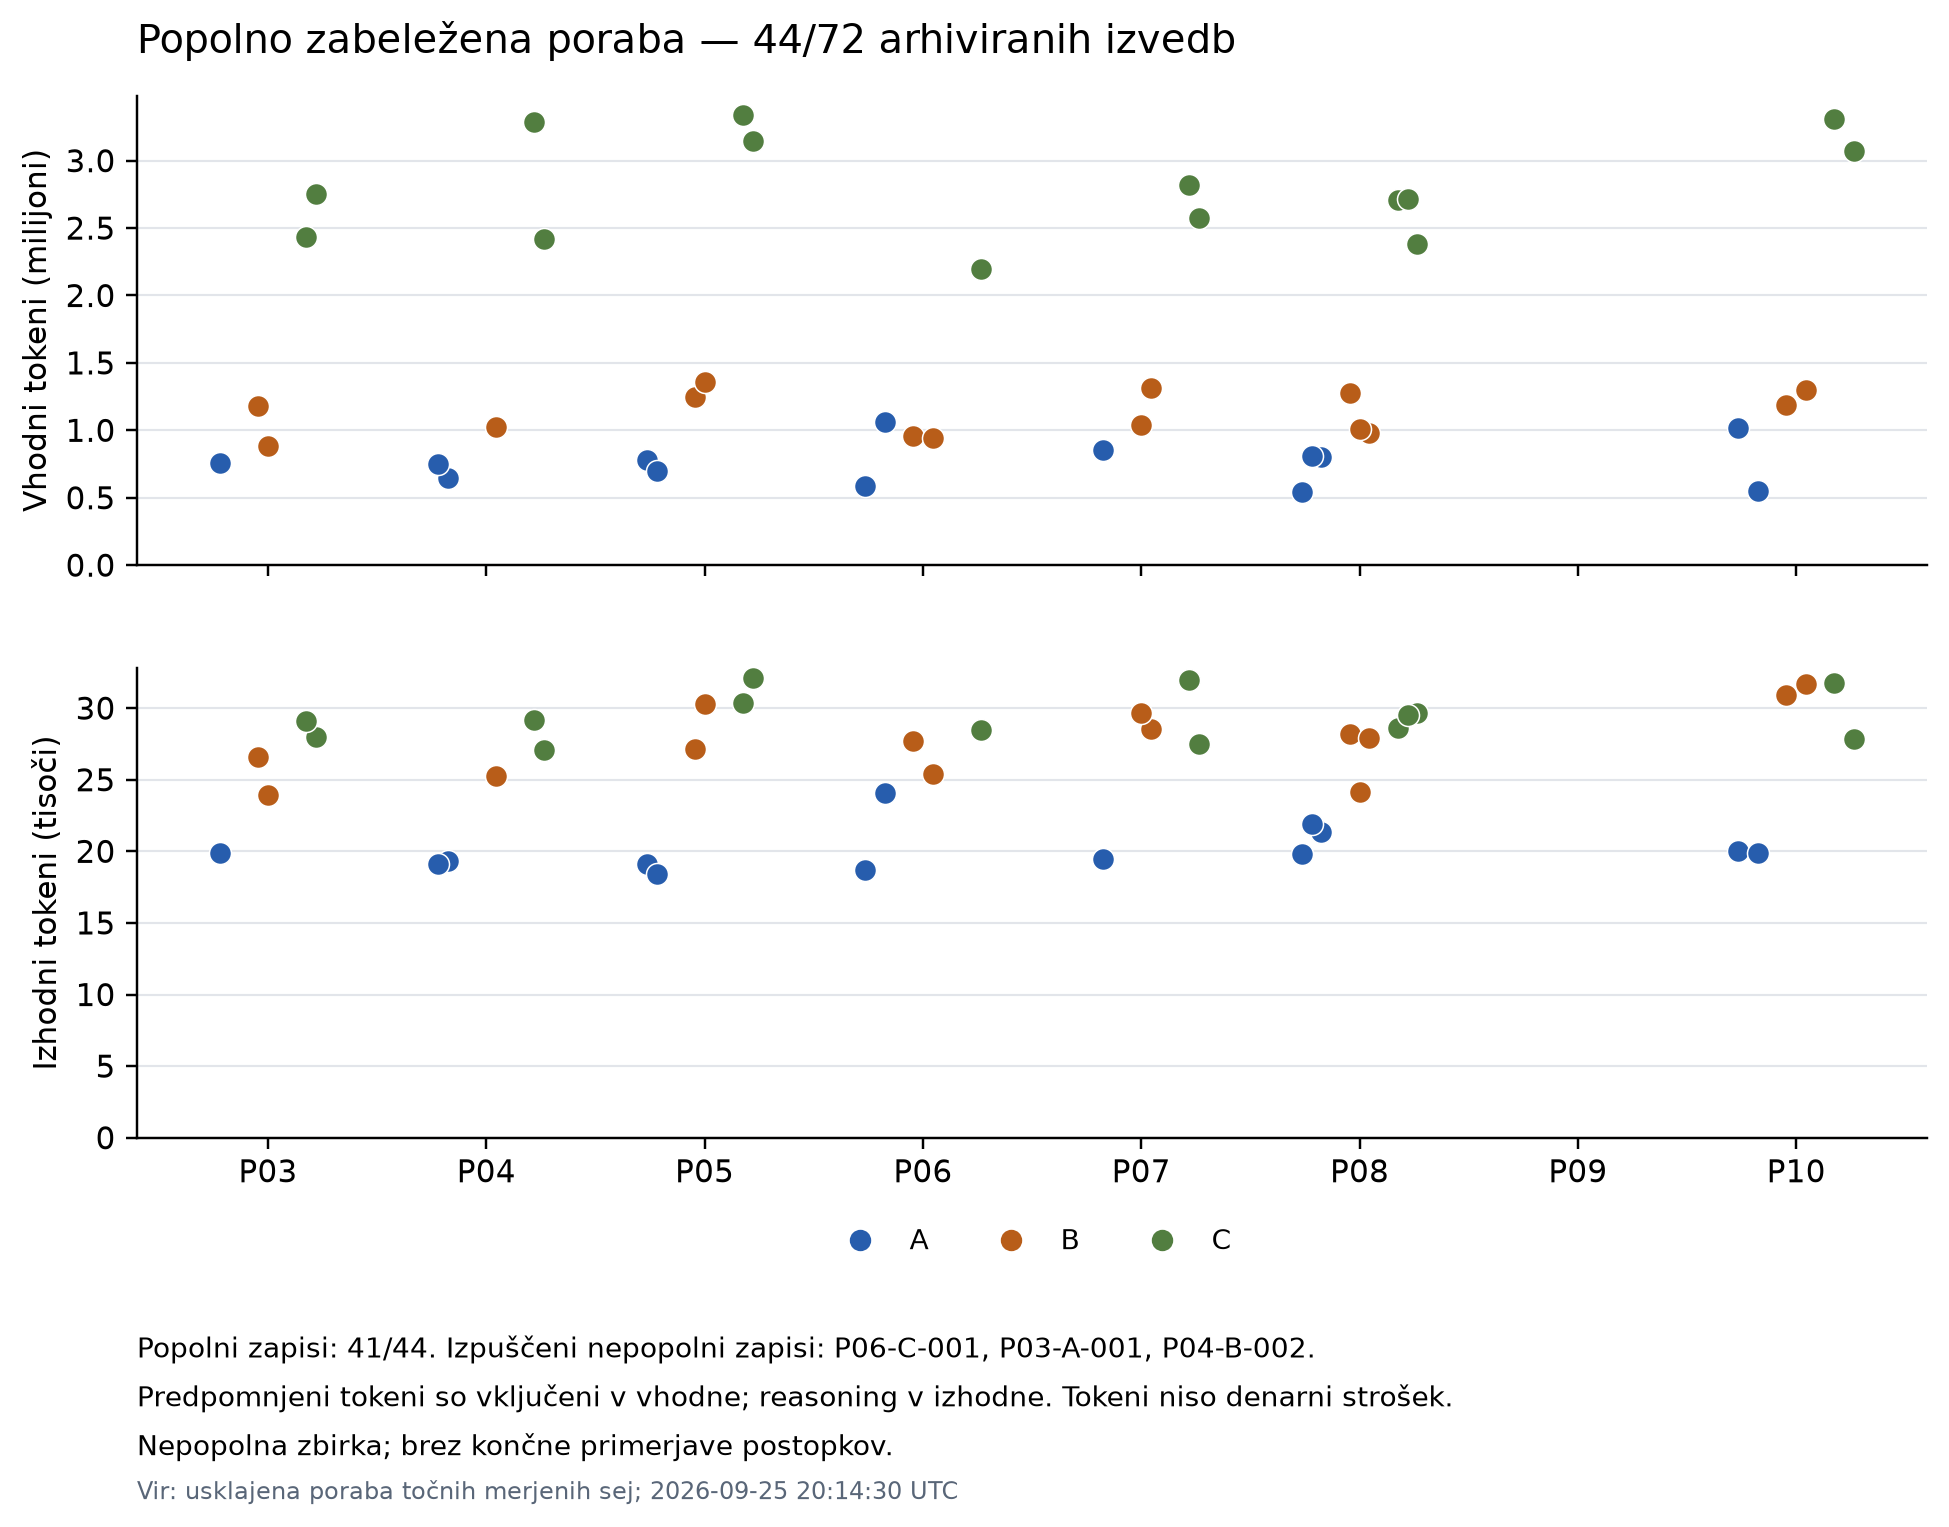 Popolno zabeležena poraba — 44/72 arhiviranih izvedb
Vhodni tokeni (milijoni)
3.0
2.5
2.0
1.5
1.0
0.5
0.0
Izhodni tokeni (tisoči)
30
25
20
15
10
5
0
P03 P04 P05 P06 P07 P08 P09 P10
A B C
Popolni zapisi: 41/44. Izpuščeni nepopolni zapisi: P06-C-001, P03-A-001, P04-B-002.
Predpomnjeni tokeni so vključeni v vhodne; reasoning v izhodne. Tokeni niso denarni strošek.
Nepopolna zbirka; brez končne primerjave postopkov.
Vir: usklajena poraba točnih merjenih sej; 2026-09-25 20:14:30 UTC